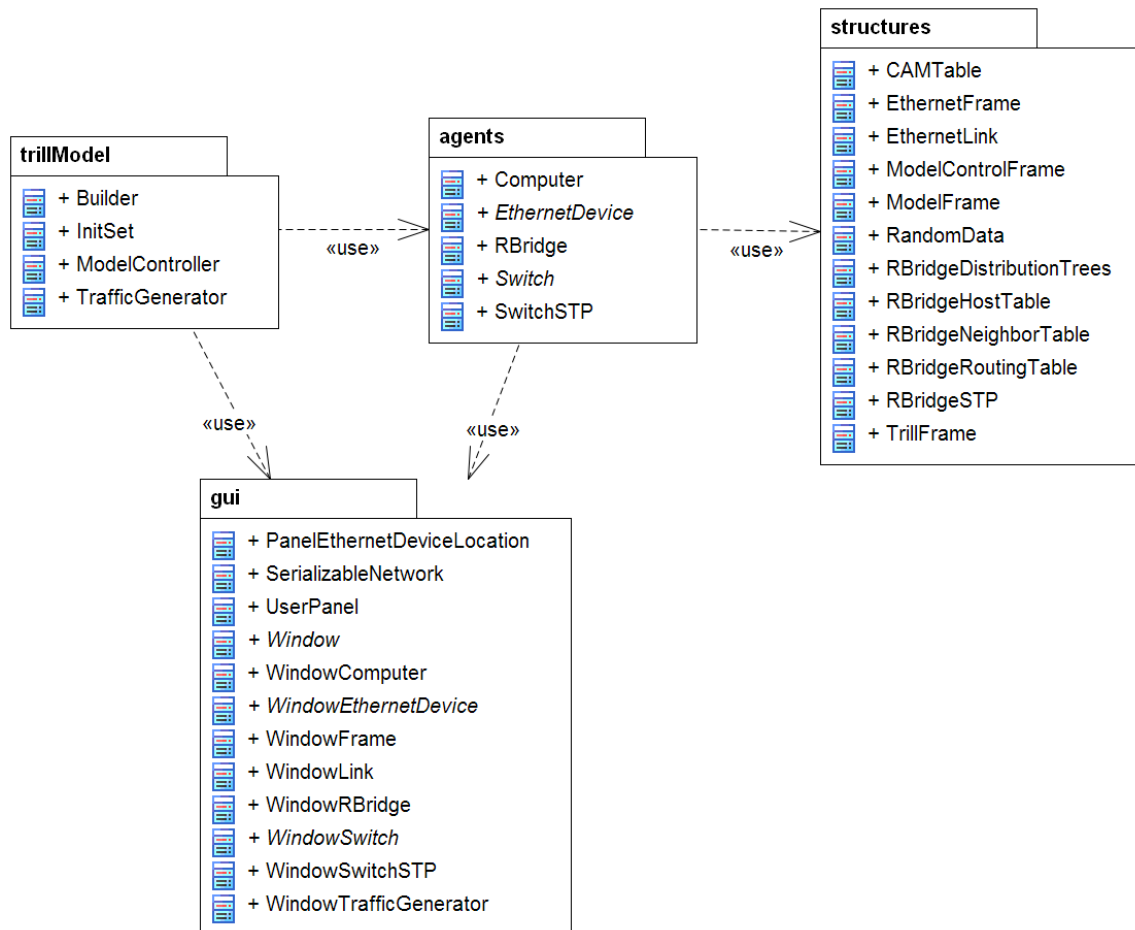 trillModel
+ Builder
+ InitSet
+ ModelController
+ TrafficGenerator
«use»
«use»
agents
+ Computer
+ EthernetDevice
+ RBridge
+ Switch
+ SwitchSTP
«use»
«use»
structures
+ CAMTable
+ EthernetFrame
+ EthernetLink
+ ModelControlFrame
+ ModelFrame
+ RandomData
+ RBridgeDistributionTrees
+ RBridgeHostTable
+ RBridgeNeighborTable
+ RBridgeRoutingTable
+ RBridgeSTP
+ TrillFrame
gui
+ PanelEthernetDeviceLocation
+ SerializableNetwork
+ UserPanel
+ Window
+ WindowComputer
+ WindowEthernetDevice
+ WindowFrame
+ WindowLink
+ WindowRBridge
+ WindowSwitch
+ WindowSwitchSTP
+ WindowTrafficGenerator